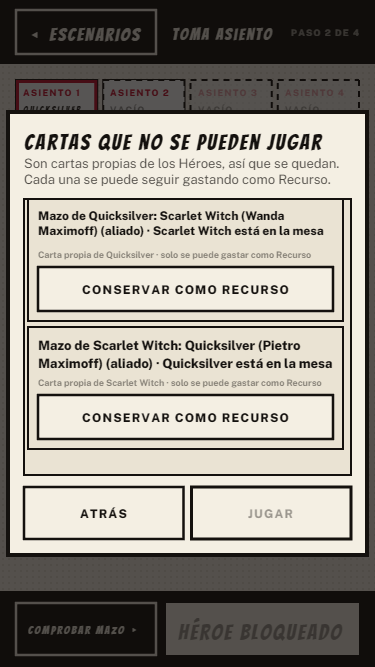 ◂ ESCENARIOS
TOMA ASIENTO
PASO 2 DE 4
ASIENTO 1
ASIENTO 2
ASIENTO 3
ASIENTO 4
QUICKSILVER
VACÍO
VACÍO
VACÍO
CARTAS QUE NO SE PUEDEN JUGAR
Son cartas propias de los Héroes, así que se quedan.
Cada una se puede seguir gastando como Recurso.
Mazo de Quicksilver: Scarlet Witch (Wanda
Maximoff) (aliado) · Scarlet Witch está en la mesa
Carta propia de Quicksilver · solo se puede gastar como Recurso
CONSERVAR COMO RECURSO
Mazo de Scarlet Witch: Quicksilver (Pietro
Maximoff) (aliado) · Quicksilver está en la mesa
Carta propia de Scarlet Witch · solo se puede gastar como Recurso
CONSERVAR COMO RECURSO
ATRÁS
JUGAR
COMPROBAR MAZO ▸
HÉROE BLOQUEADO